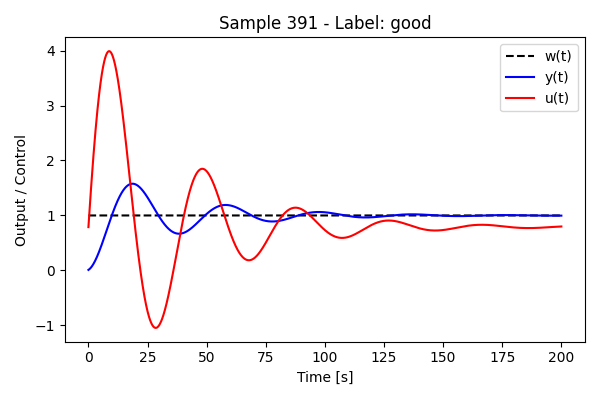 Sample 391 - Label: good
Output / Control
4
3
2
1
0
−1
w(t)
y(t)
u(t)
0 25 50 75 100 125 150 175 200
Time [s]